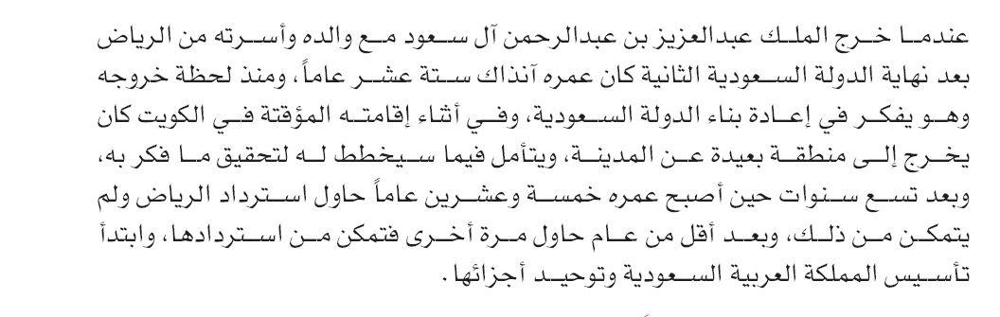 عندما خرج الملك عبدالعزيز بن عبدالرحمن آل سعود مع والده وأسرته من الرياض
بعد نهاية الدولة السعودية الثانية كان عمره آنذاك ستة عشر عاماً، ومنذ لحظة خروجه
وهو يفكر في إعادة بناء الدولة السعودية، وفي أثناء إقامته المؤقتة في الكويت كان
يخرج إلى منطقة بعيدة عن المدينة، ويتأمل فيما سيخطط له لتحقيق ما فكر به،
وبعد تسع سنوات حين أصبح عمره خمسة وعشرين عاماً حاول استرداد الرياض ولم
يتمكن من ذلك، وبعد أقل من عام حاول مرة أخرى فتمكن من استردادها، وابتدأ
تأسيس المملكة العربية السعودية وتوحيد أجزائها.